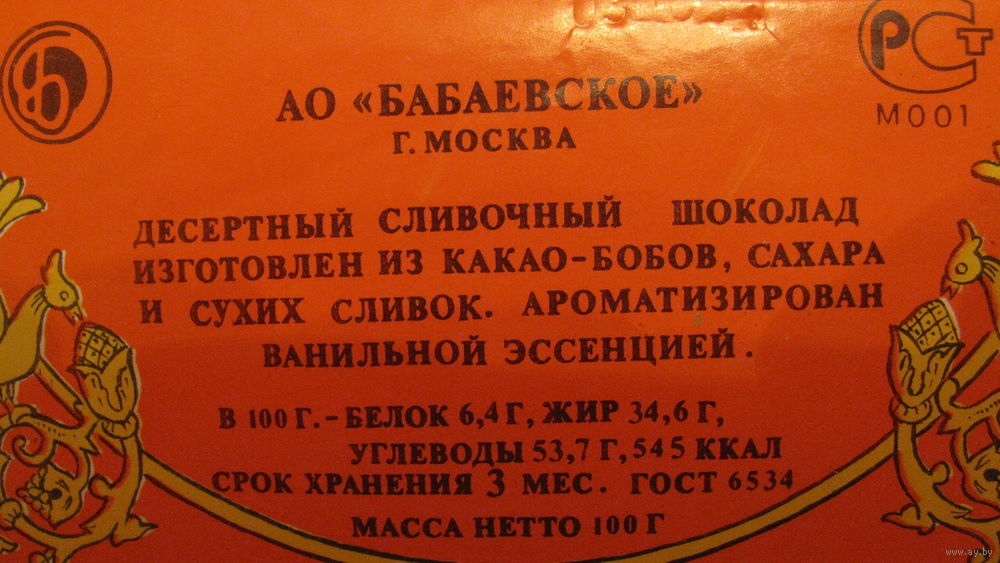 РСТ
М001
АО «БАБАЕВСКОЕ»
Г. МОСКВА
ДЕСЕРТНЫЙ СЛИВОЧНЫЙ ШОКОЛАД
ИЗГОТОВЛЕН ИЗ КАКАО-БОБОВ, САХАРА
И СУХИХ СЛИВОК. АРОМАТИЗИРОВАН
ВАНИЛЬНОЙ ЭССЕНЦИЕЙ.
В 100 Г. - БЕЛОК 6,4 Г, ЖИР 34,6 Г,
УГЛЕВОДЫ 53,7 Г, 545 ККАЛ
СРОК ХРАНЕНИЯ 3 МЕС. ГОСТ 6534
МАССА НЕТТО 100 Г
www.ay.by